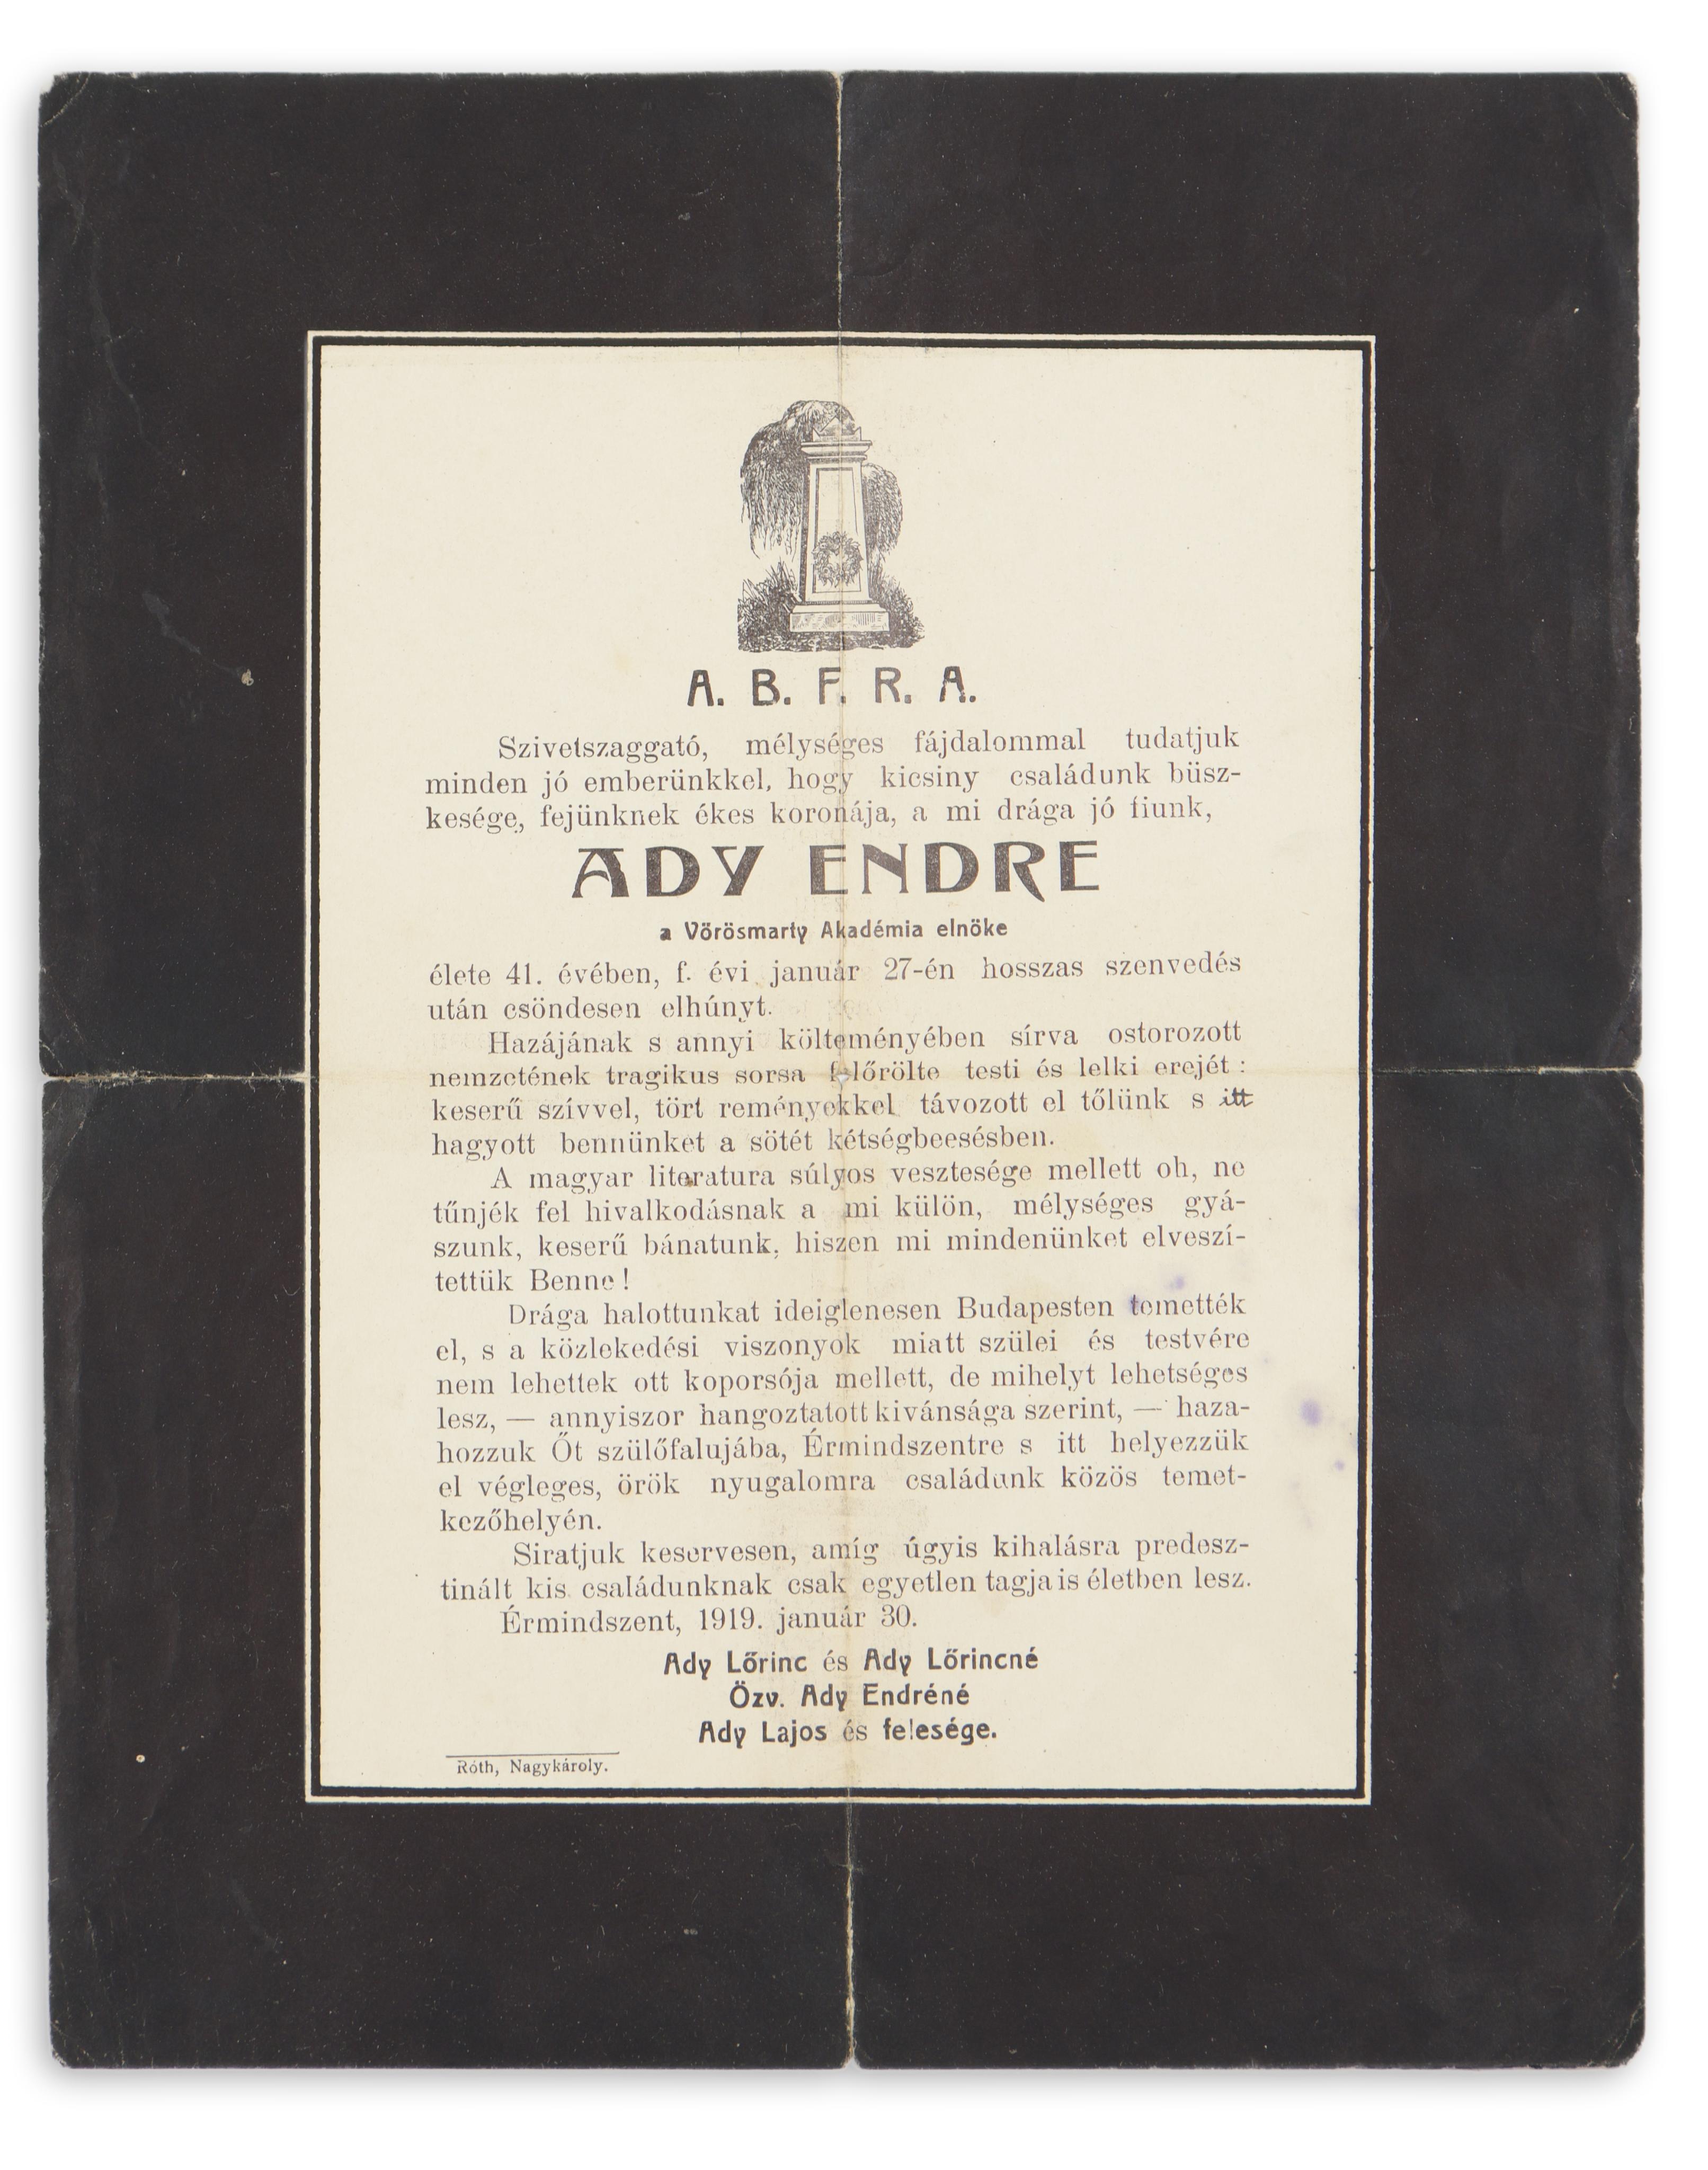 A. B. F. R. A.
Szivetszaggató, mélységes fájdalommal tudatjuk
minden jó emberünkkel, hogy kicsiny családunk büsz-
kesége, fejünknek ékes koronája, a mi drága jó fiunk,
ADY ENDRE
a Vörösmarty Akadémia elnöke
élete 41. évében, f. évi január 27-én hosszas szenvedés
után csöndesen elhúnyt.
Hazájának s annyi költeményében sírva ostorozott
nemzetének tragikus sorsa felőrölte testi és lelki erejét :
keserű szívvel, tört reményekkel távozott el tőlünk s itt
hagyott bennünket a sötét kétségbeesésben.
A magyar literatura súlyos vesztesége mellett oh, ne
tűnjék fel hivalkodásnak a mi külön, mélységes gyá-
szunk, keserű bánatunk, hiszen mi mindenünket elveszí-
tettük Benne !
Drága halottunkat ideiglenesen Budapesten temették
el, s a közlekedési viszonyok miatt szülei és testvére
nem lehettek ott koporsója mellett, de mihelyt lehetséges
lesz, — annyiszor hangoztatott kivánsága szerint, — haza-
hozzuk Őt szülőfalujába, Érmindszentre s itt helyezzük
el végleges, örök nyugalomra családunk közös temet-
kezőhelyén.
Siratjuk keservesen, amíg úgyis kihalásra predesz-
tinált kis családunknak csak egyetlen tagja is életben lesz.
Érmindszent, 1919. január 30.
Ady Lőrinc és Ady Lőrincné
Özv. Ady Endréné
Ady Lajos és felesége.
Róth, Nagykároly.